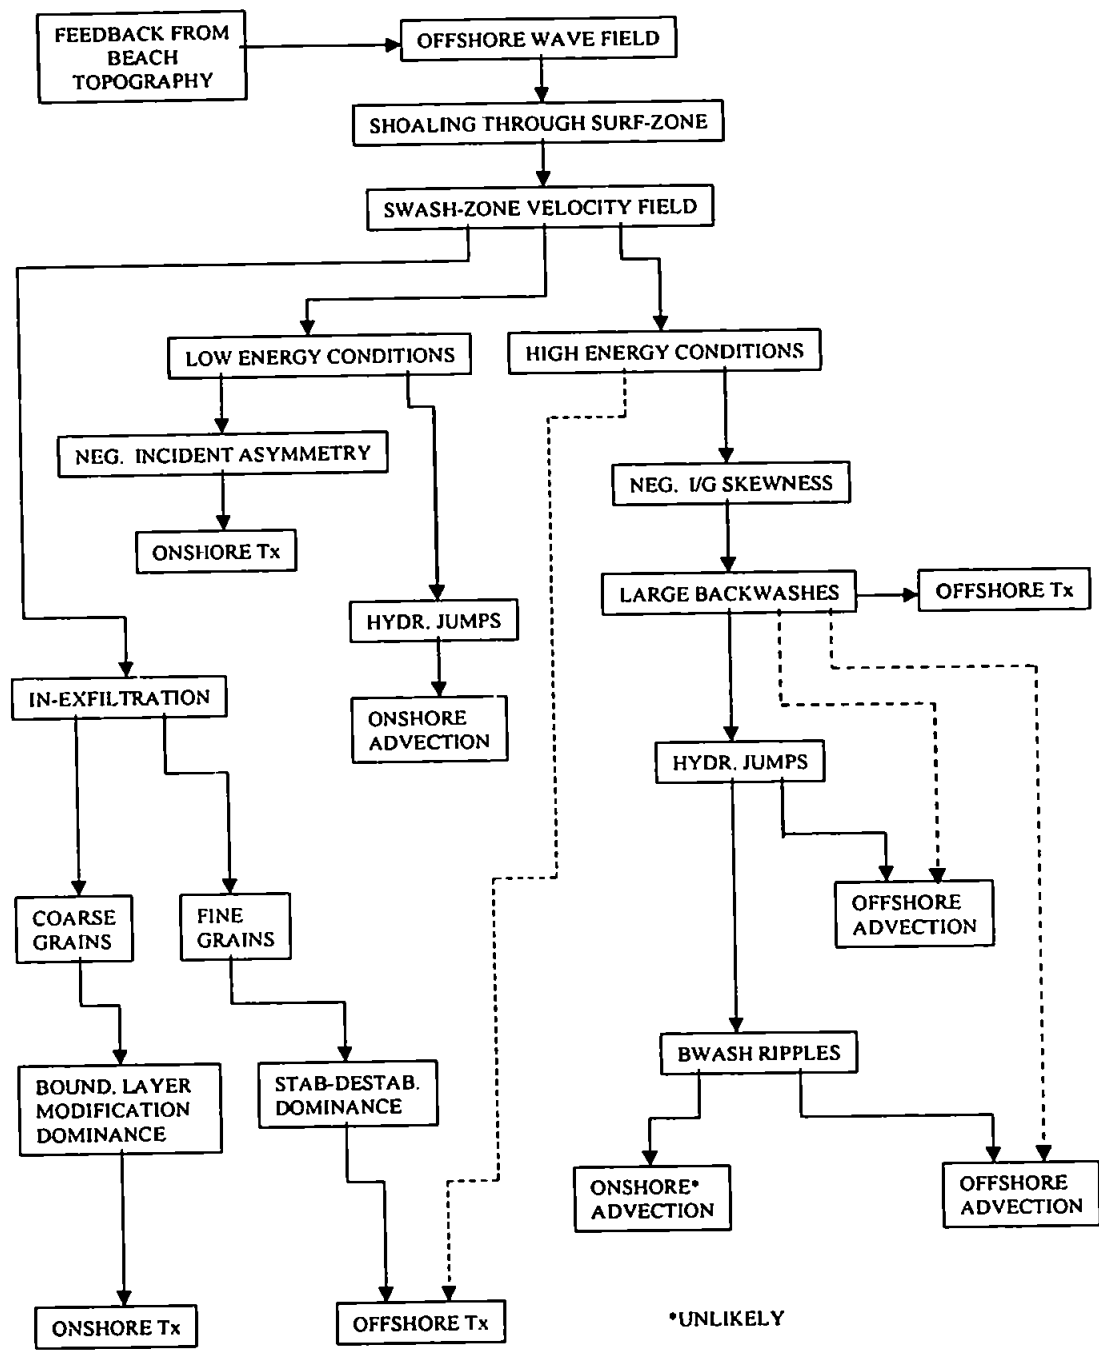 FEEDBACK FROM
BEACH
TOPOGRAPHY
OFFSHORE WAVE FIELD
SHOALING THROUGH SURF-ZONE
SWASH-ZONE VELOCITY FIELD
LOW ENERGY CONDITIONS
HIGH ENERGY CONDITIONS
NEG. INCIDENT ASYMMETRY
NEG. I/G SKEWNESS
ONSHORE Tx
LARGE BACKWASHES
OFFSHORE Tx
HYDR. JUMPS
IN-EXFILTRATION
ONSHORE
ADVECTION
HYDR. JUMPS
COARSE
GRAINS
FINE
GRAINS
OFFSHORE
ADVECTION
BWASH RIPPLES
BOUND. LAYER
MODIFICATION
DOMINANCE
STAB-DESTAB.
DOMINANCE
ONSHORE*
ADVECTION
OFFSHORE
ADVECTION
ONSHORE Tx
OFFSHORE Tx
*UNLIKELY